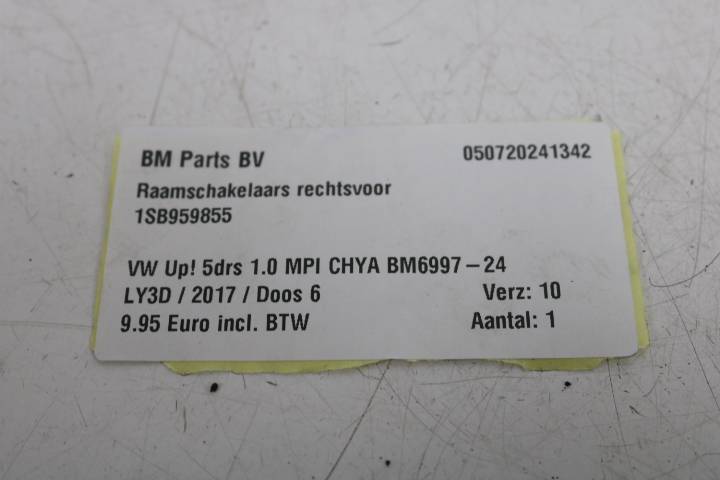 BM Parts BV 050720241342
Raamschakelaars rechtsvoor
1SB959855
VW Up! 5drs 1.0 MPI CHYA BM6997-24
LY3D / 2017 / Doos 6 Verz: 10
9.95 Euro incl. BTW Aantal: 1